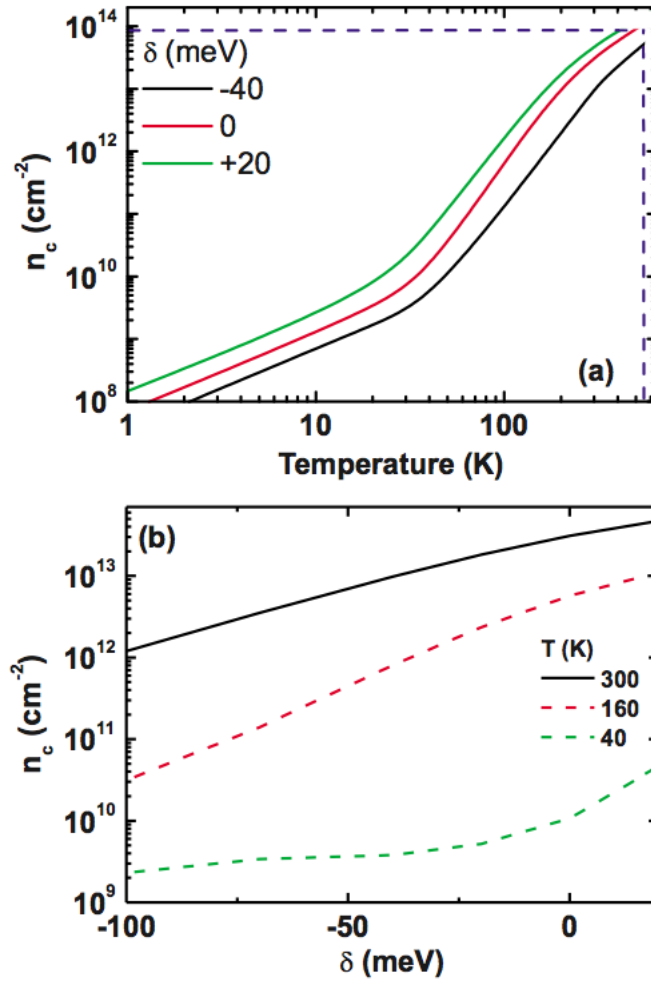 10^14
δ (meV)
-40
0
+20
10^12
n_c (cm^-2)
10^10
(a)
10^8
1
10
100
Temperature (K)
(b)
10^13
10^12
T (K)
300
160
40
n_c (cm^-2)
10^11
10^10
10^9
-100
-50
0
δ (meV)